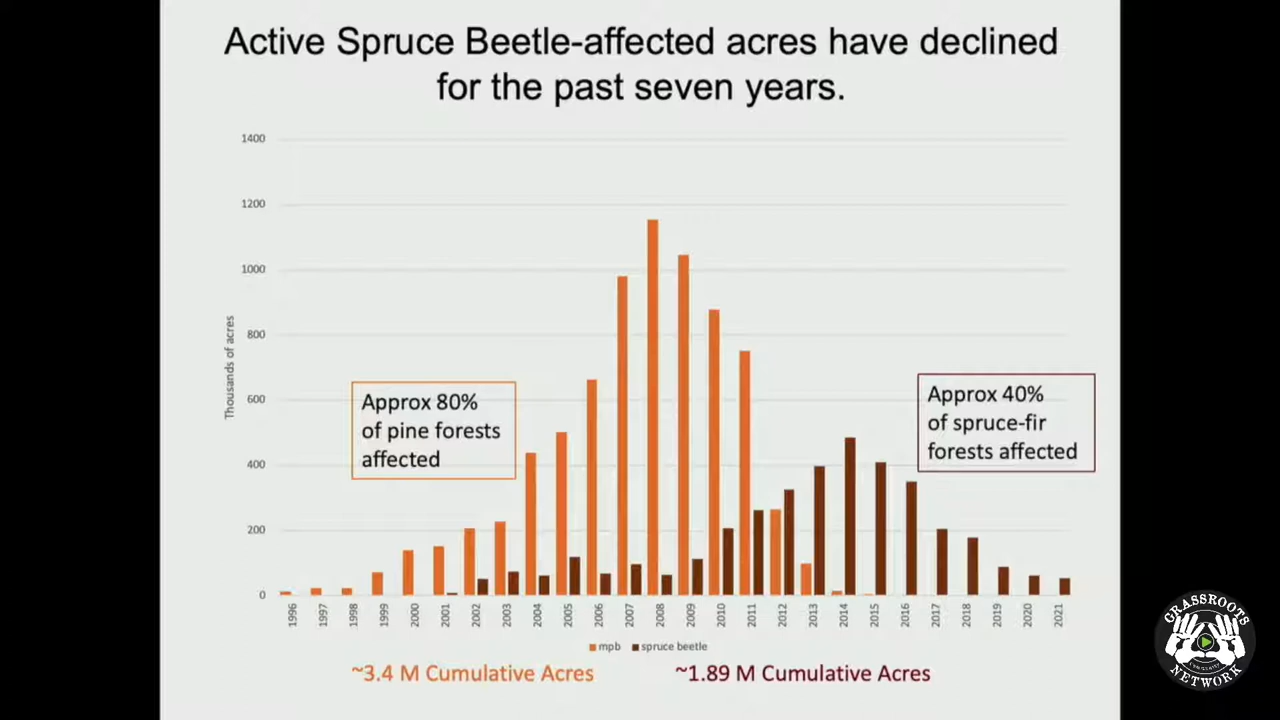 Active Spruce Beetle-affected acres have declined
for the past seven years.
1400
1200
1000
800
600
400
200
0
Thousands of acres
Approx 80%
of pine forests
affected
Approx 40%
of spruce-fir
forests affected
1996
1997
1998
1999
2000
2001
2002
2003
2004
2005
2006
2007
2008
2009
2010
2011
2012
2013
2014
2015
2016
2017
2018
2019
2020
2021
mpb
spruce beetle
~3.4 M Cumulative Acres
~1.89 M Cumulative Acres
GRASSROOTS
NETWORK